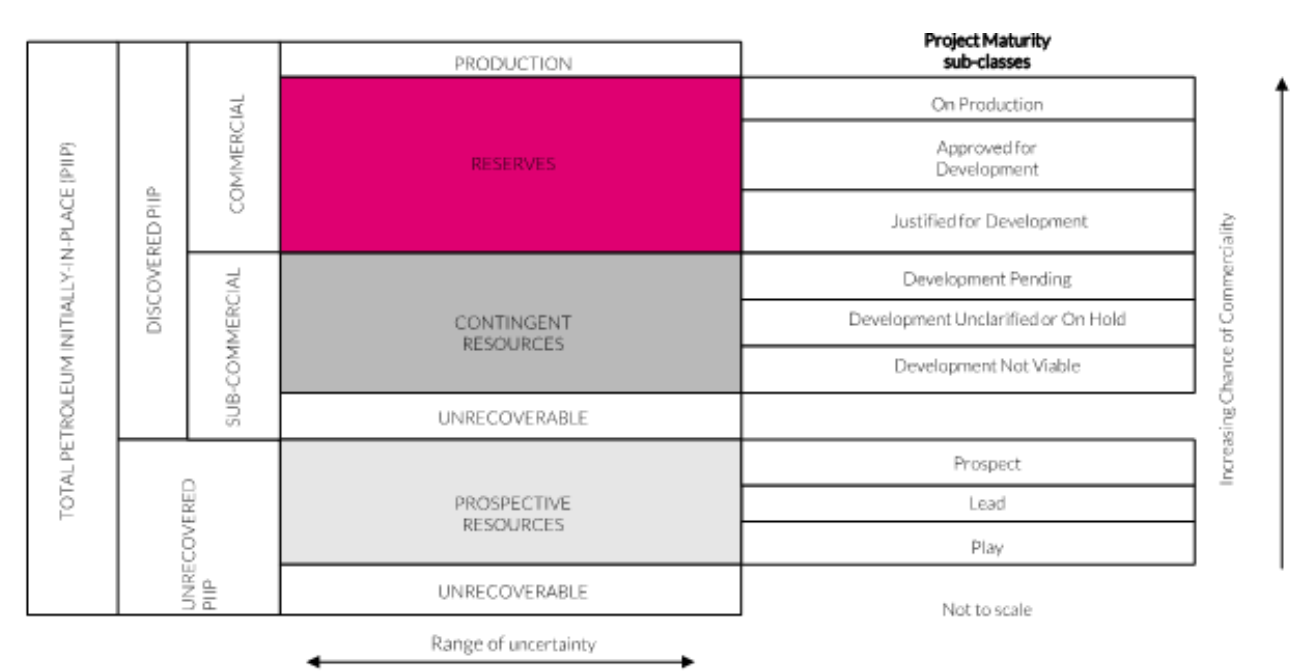 Project Maturity
sub-classes
TOTAL PETROLEUM INITIALLY-IN-PLACE (PIIP)
DISCOVERED PIIP
COMMERCIAL
PRODUCTION
RESERVES
On Production
Approved for
Development
Justified for Development
SUB-COMMERCIAL
CONTINGENT
RESOURCES
Development Pending
Development Unclarified or On Hold
Development Not Viable
UNRECOVERABLE
UNRECOVERED
PIIP
PROSPECTIVE
RESOURCES
Prospect
Lead
Play
UNRECOVERABLE
Increasing Chance of Commerciality
Not to scale
Range of uncertainty